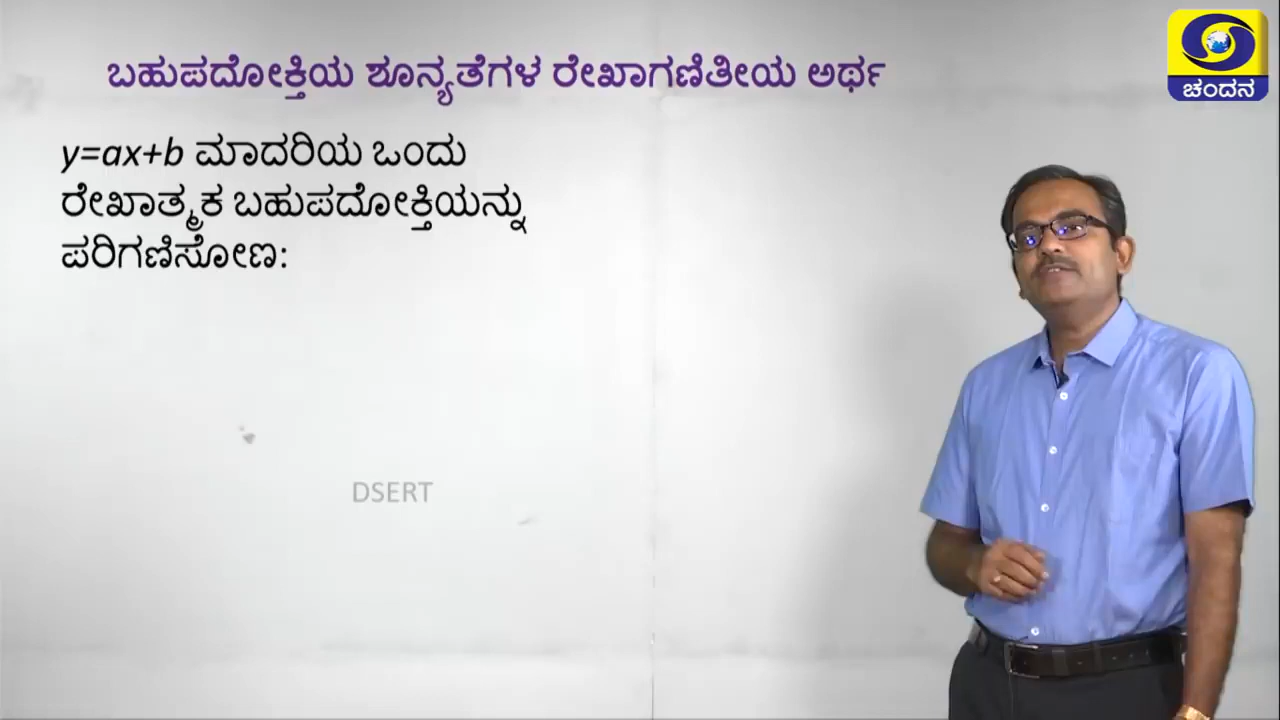 ಬಹುಪದೋಕ್ತಿಯ ಶೂನ್ಯತೆಗಳ ರೇಖಾಗಣಿತೀಯ ಅರ್ಥ
ಚಂದನ
y=ax+b ಮಾದರಿಯ ಒಂದು
ರೇಖಾತ್ಮಕ ಬಹುಪದೋಕ್ತಿಯನ್ನು
ಪರಿಗಣಿಸೋಣ:
DSERT